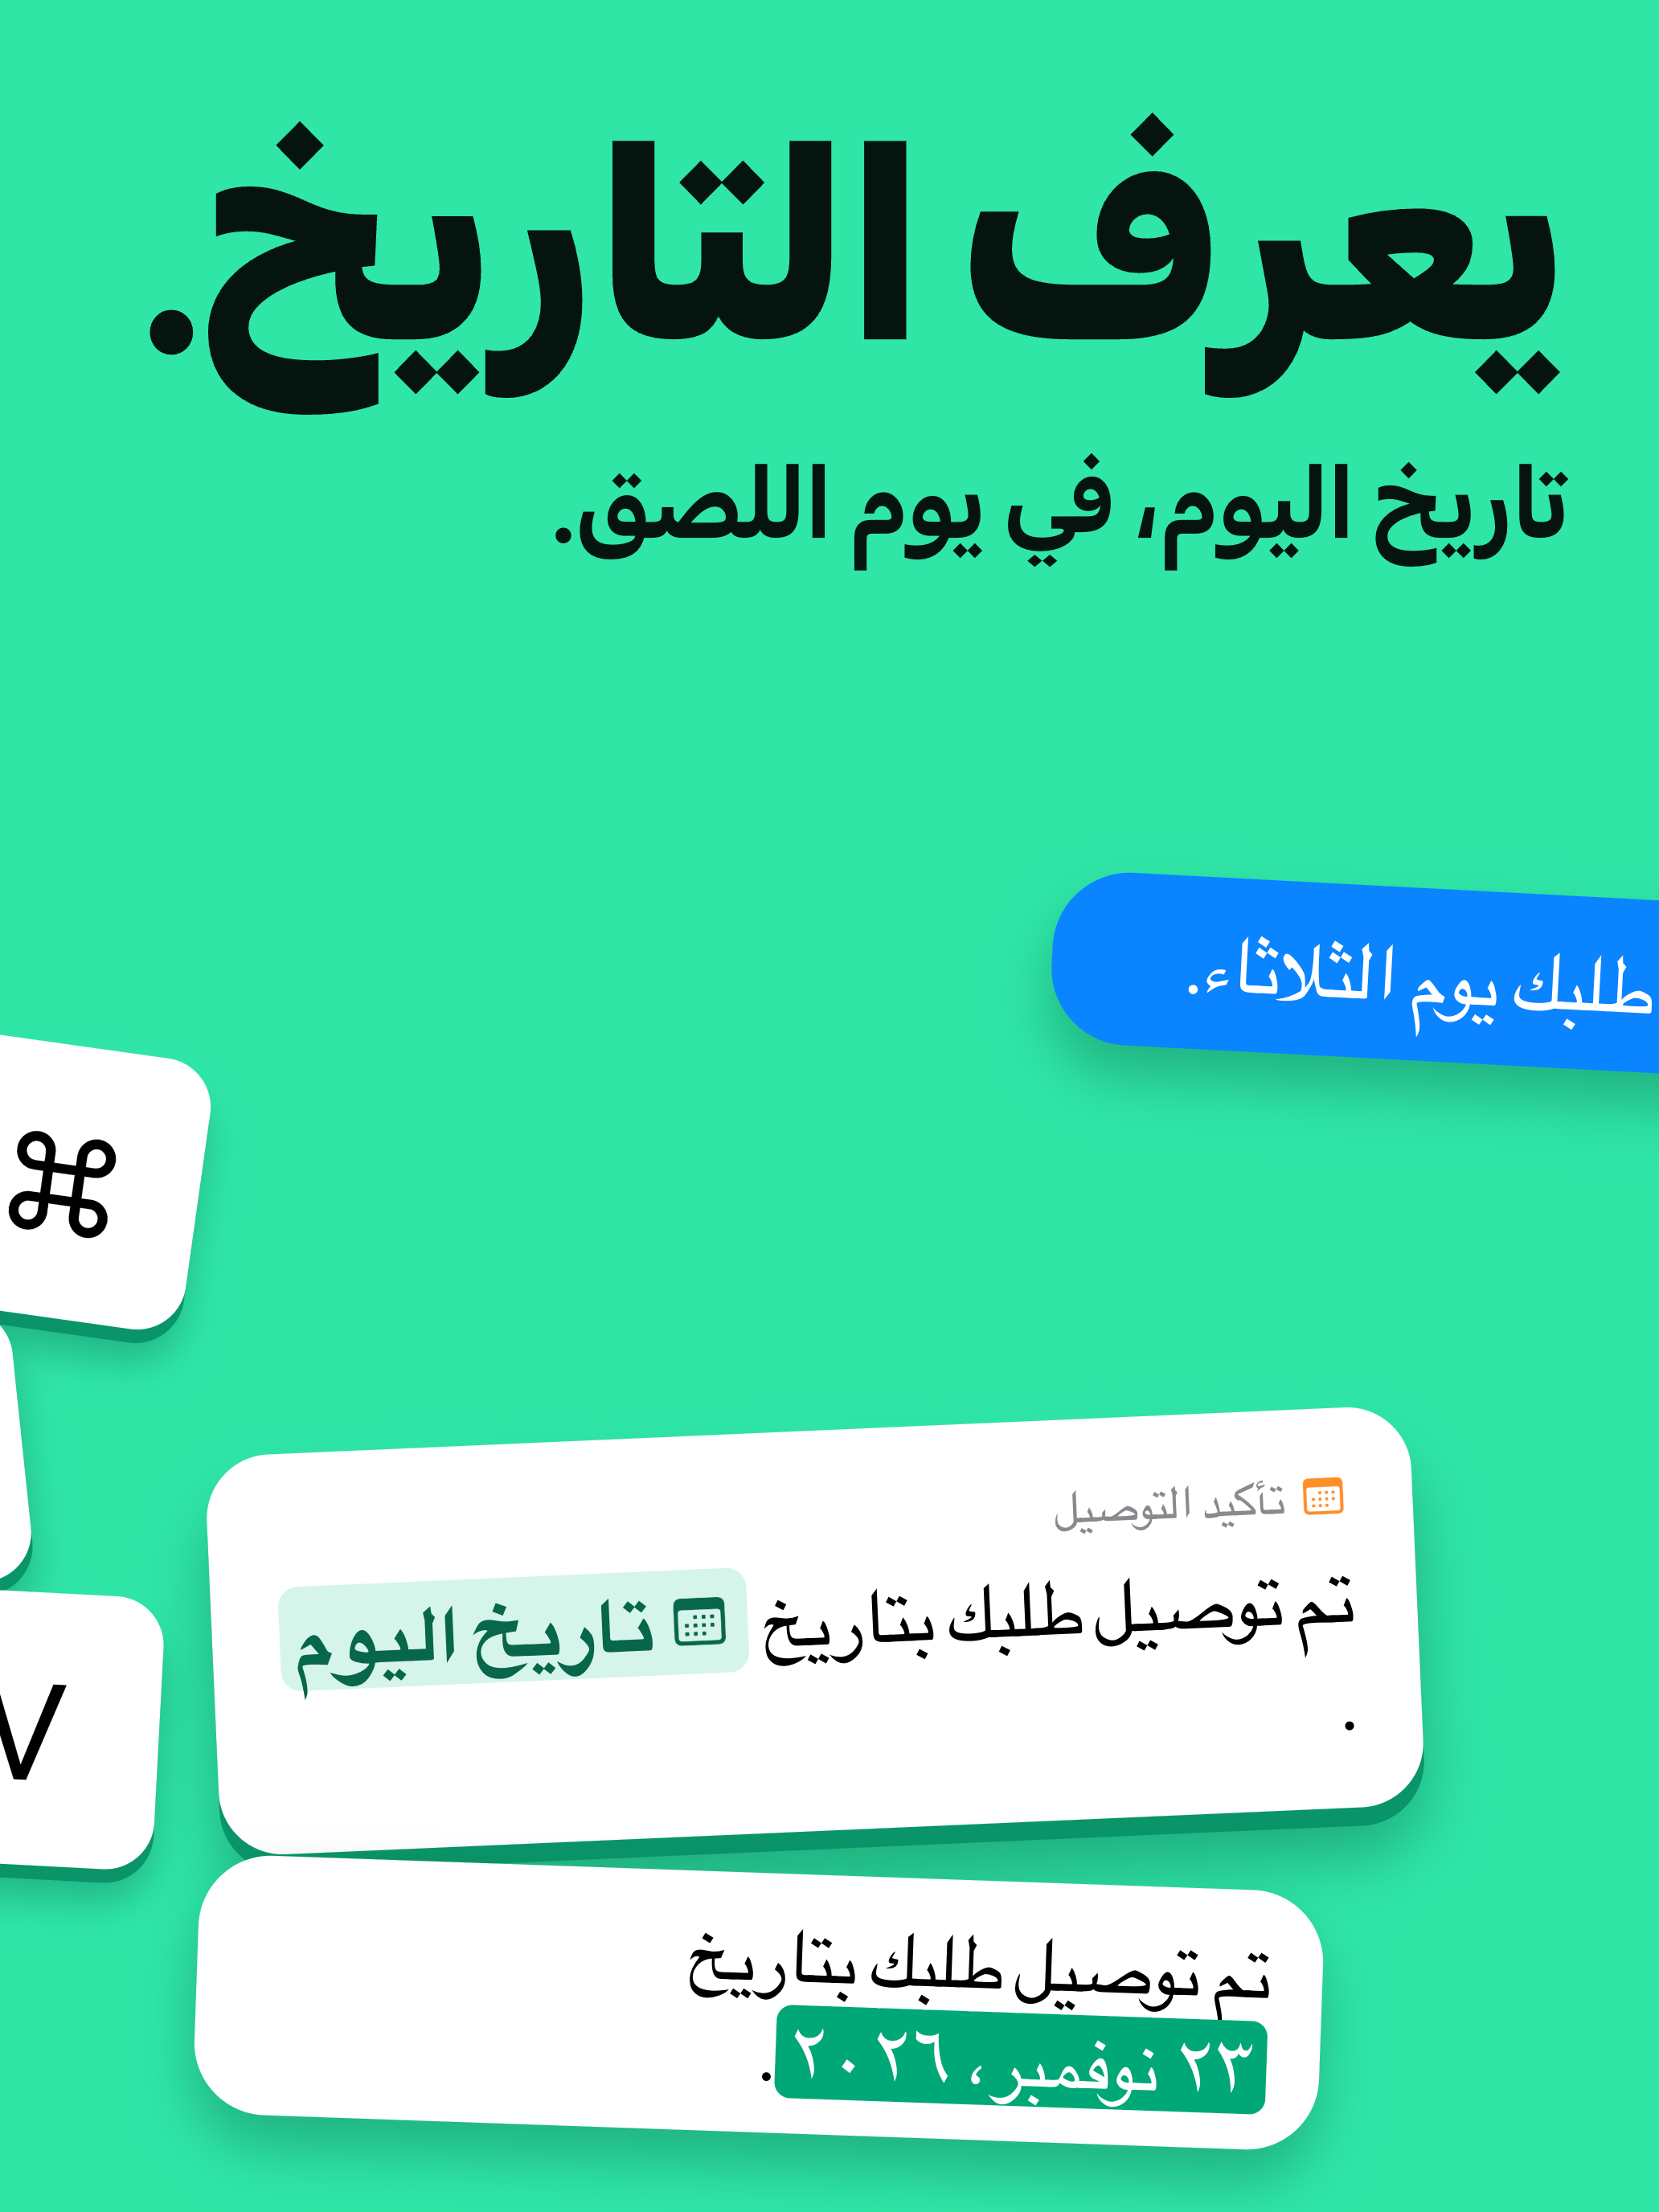 يعرف التاريخ.
تاريخ اليوم، في يوم اللصق.
طلبك يوم الثلاثاء.
⌘
V
تأكيد التوصيل
تم توصيل طلبك بتاريخ تاريخ اليوم
.
تم توصيل طلبك بتاريخ
٢٣ نوفمبر، ٢٠٢٦.